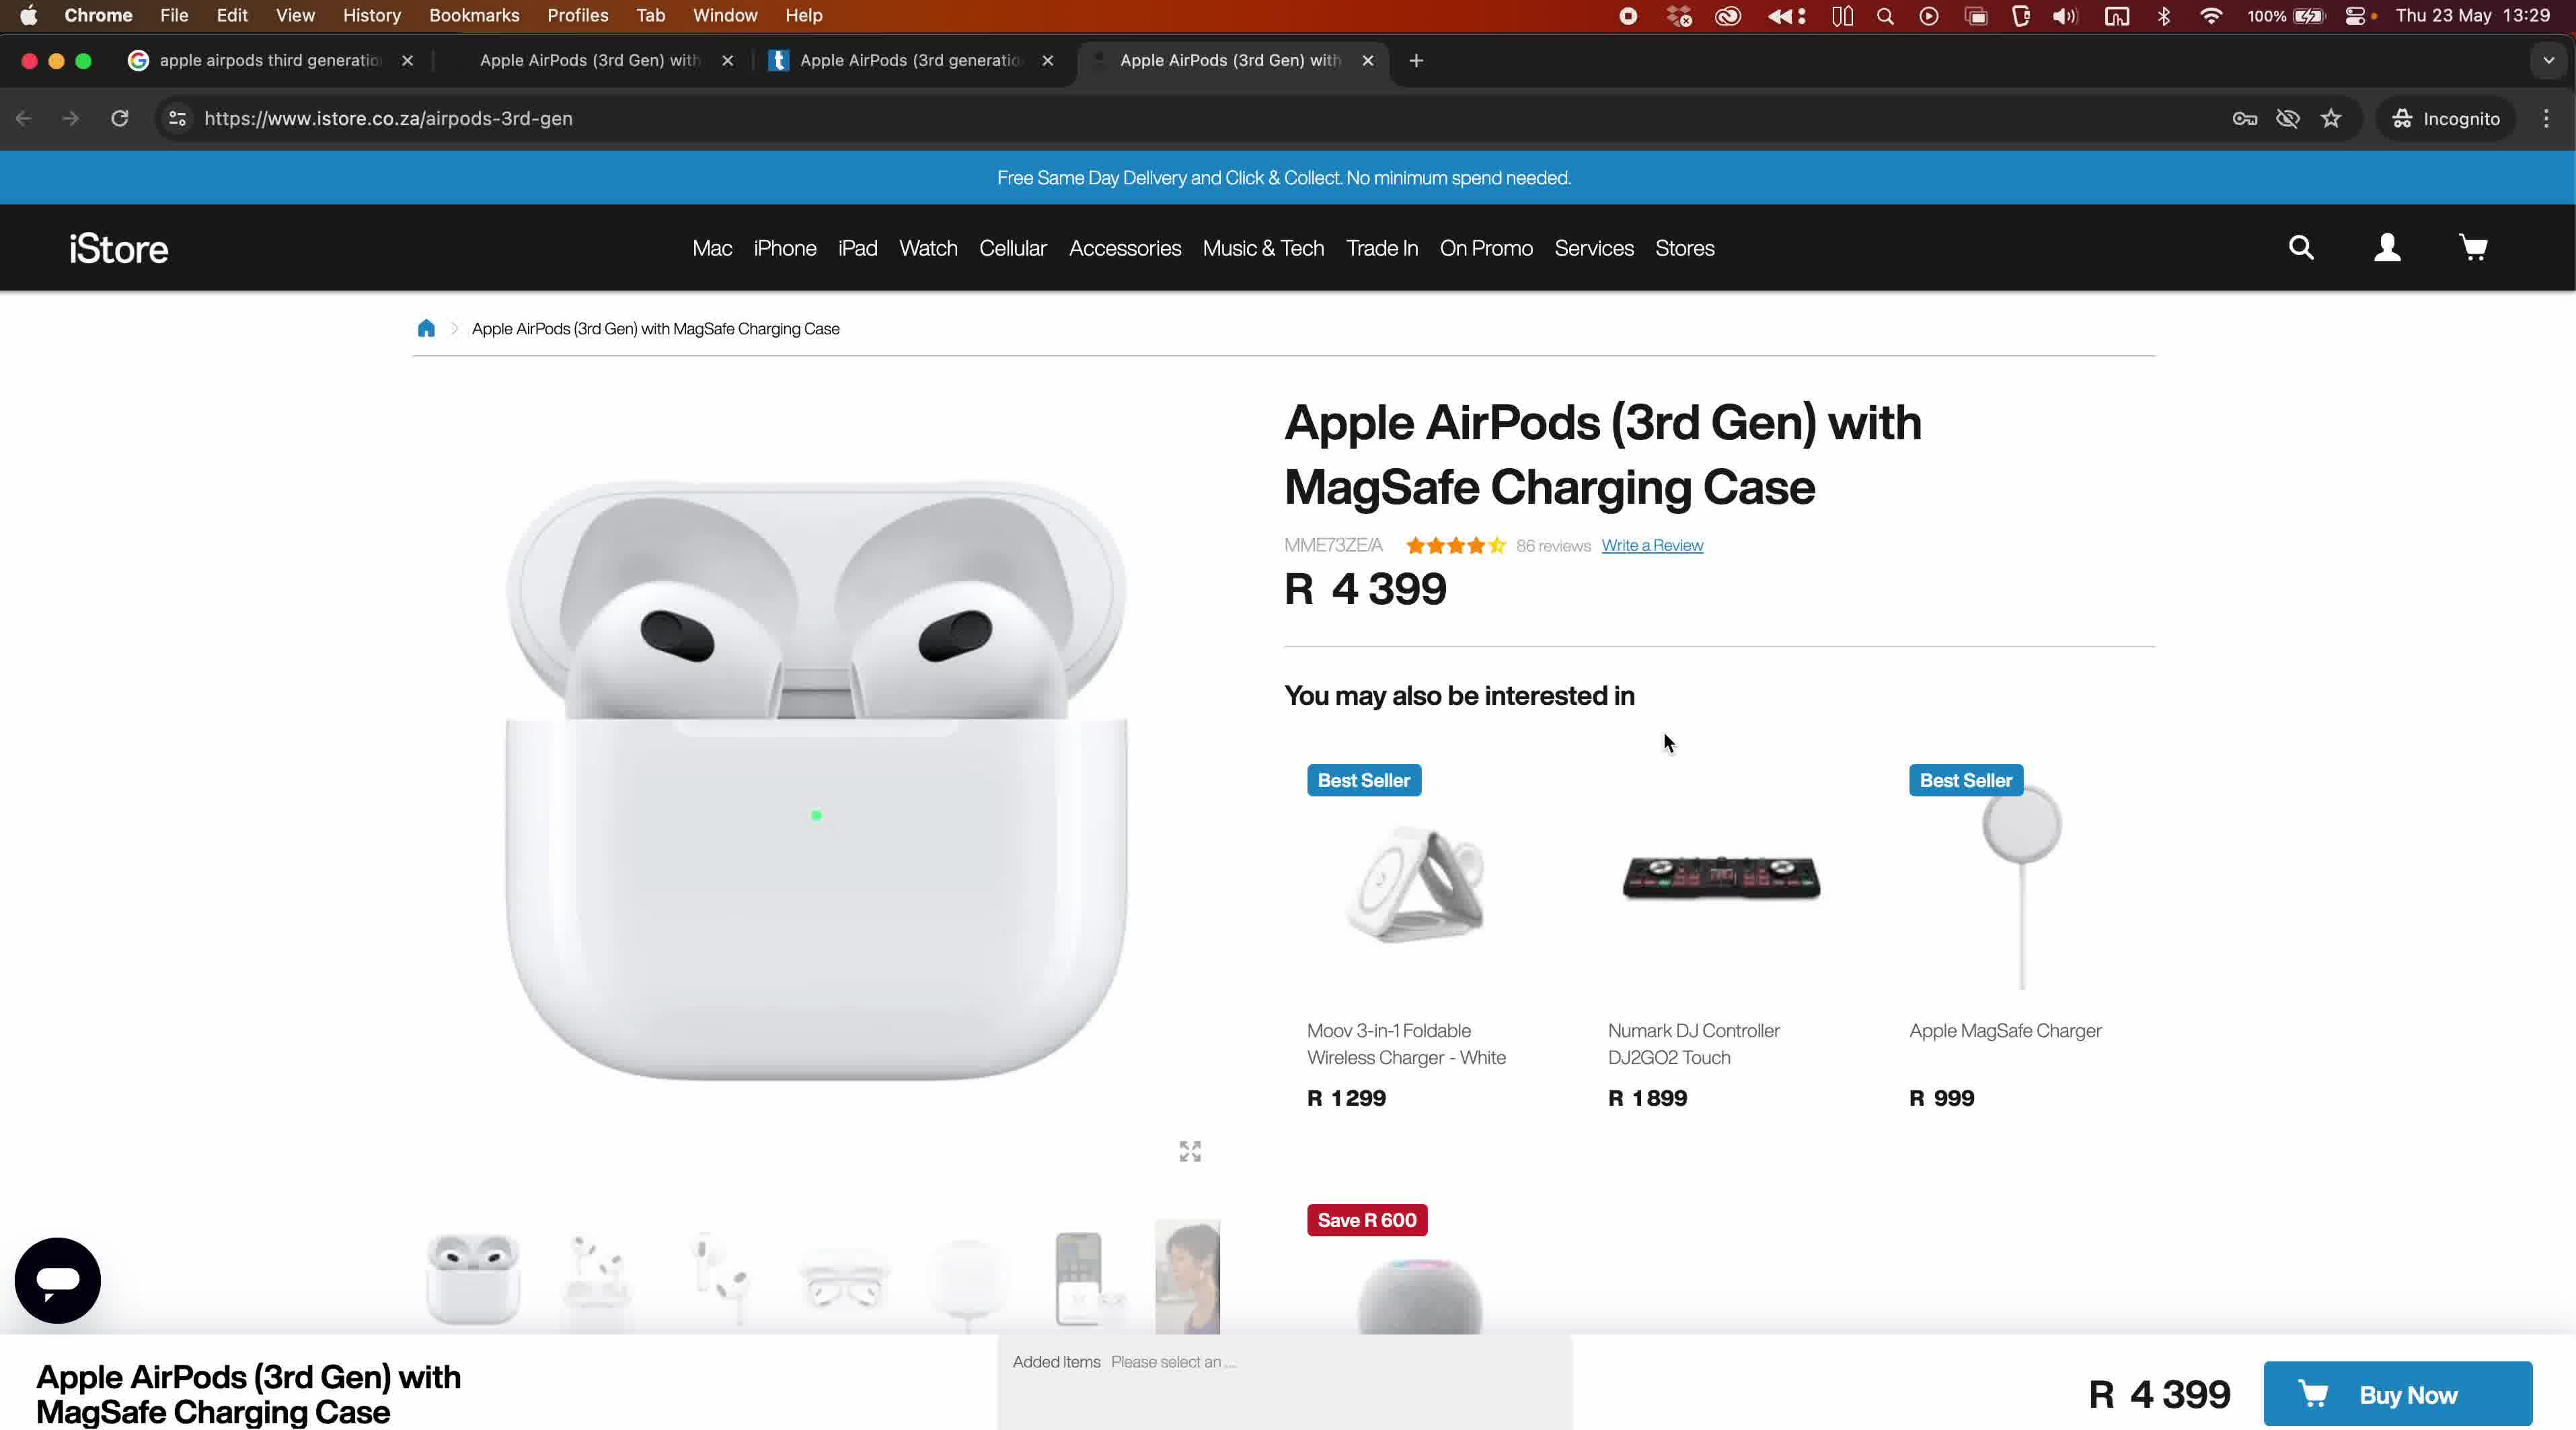 Chrome File Edit View History Bookmarks Profiles Tab Window Help 100% Thu 23 May 13:29
apple airpods third generatio Apple AirPods (3rd Gen) with Apple AirPods (3rd generatio Apple AirPods (3rd Gen) with
https://www.istore.co.za/airpods-3rd-gen Incognito
Free Same Day Delivery and Click & Collect. No minimum spend needed.
iStore Mac iPhone iPad Watch Cellular Accessories Music & Tech Trade In On Promo Services Stores
Apple AirPods (3rd Gen) with MagSafe Charging Case
Apple AirPods (3rd Gen) with
MagSafe Charging Case
MME73ZE/A 86 reviews Write a Review
R 4 399
You may also be interested in
Best Seller
Best Seller
Moov 3-in-1 Foldable
Wireless Charger - White
R 1 299
Numark DJ Controller
DJ2GO2 Touch
R 1 899
Apple MagSafe Charger
R 999
Save R 600
Apple AirPods (3rd Gen) with
MagSafe Charging Case
Added Items Please select an ...
R 4 399 Buy Now